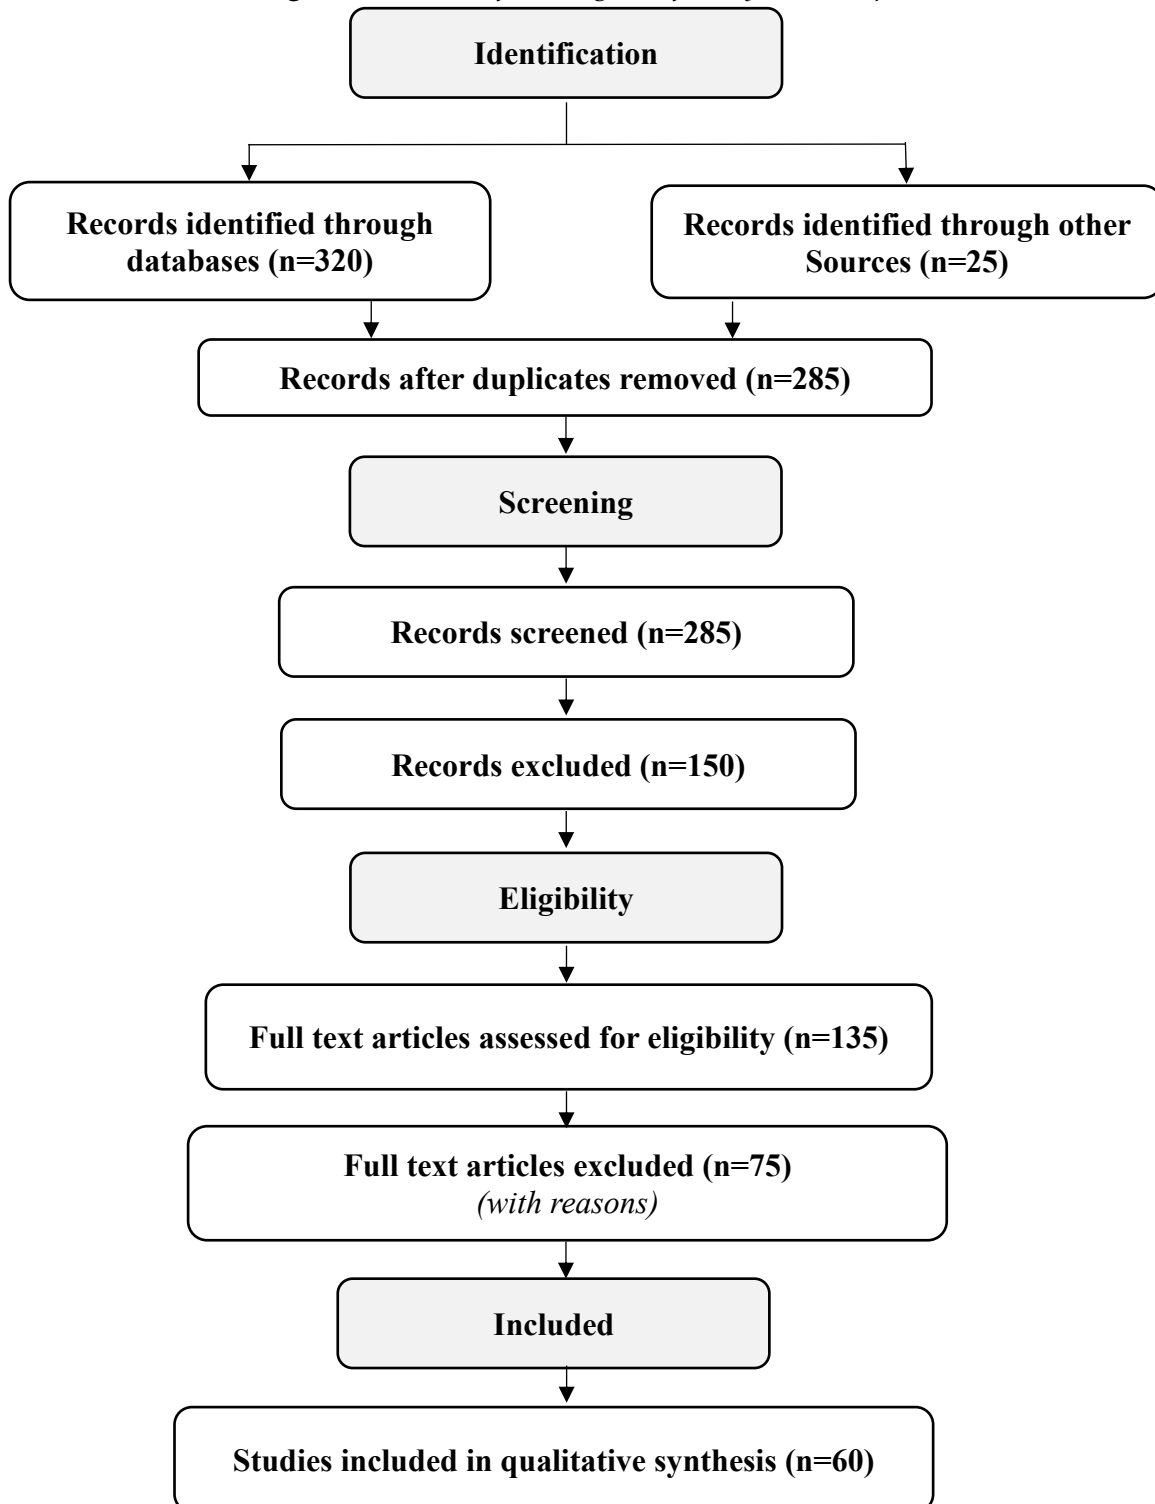 Identification
Records identified through
databases (n=320)
Records identified through other
Sources (n=25)
Records after duplicates removed (n=285)
Screening
Records screened (n=285)
Records excluded (n=150)
Eligibility
Full text articles assessed for eligibility (n=135)
Full text articles excluded (n=75)
(with reasons)
Included
Studies included in qualitative synthesis (n=60)